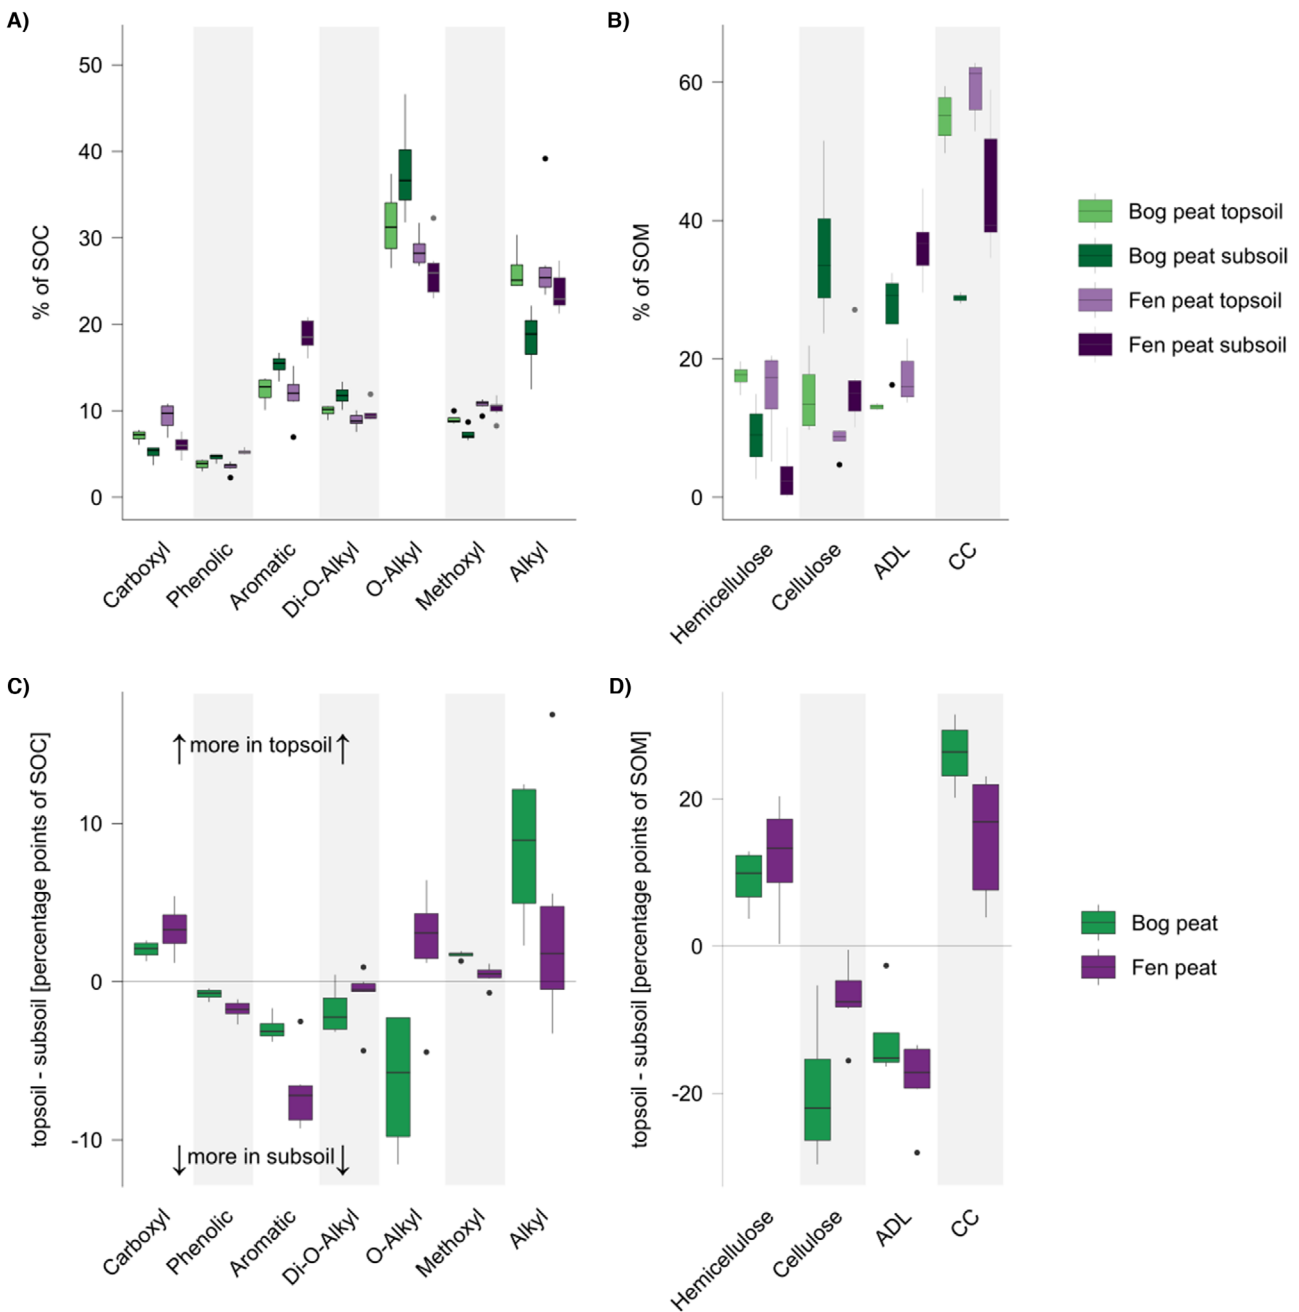 A)
B)
50
40
30
20
10
0
% of SOC
Carboxyl
Phenolic
Aromatic
Di-O-Alkyl
O-Alkyl
Methoxyl
Alkyl
60
40
20
0
% of SOM
Hemicellulose
Cellulose
ADL
CC
Bog peat topsoil
Bog peat subsoil
Fen peat topsoil
Fen peat subsoil
C)
D)
topsoil - subsoil [percentage points of SOC]
10
0
-10
↑more in topsoil↑
↓more in subsoil↓
Carboxyl
Phenolic
Aromatic
Di-O-Alkyl
O-Alkyl
Methoxyl
Alkyl
topsoil - subsoil [percentage points of SOM]
20
0
-20
Hemicellulose
Cellulose
ADL
CC
Bog peat
Fen peat